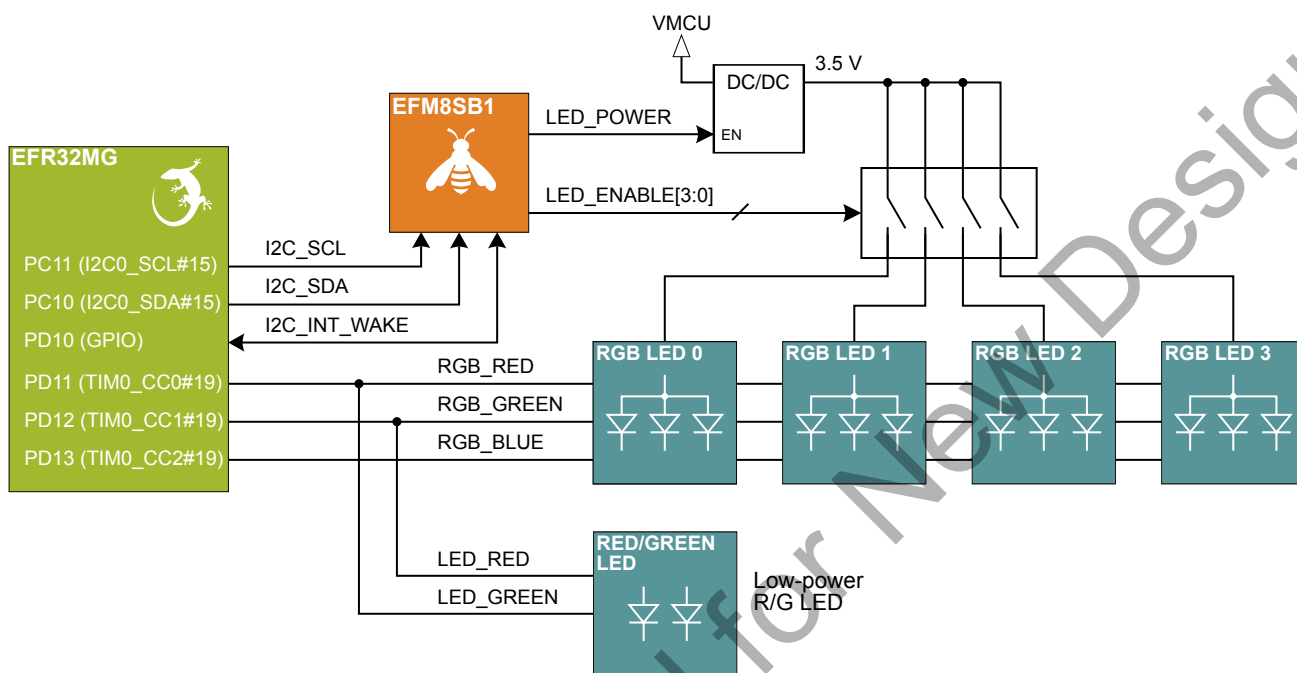 VMCU
DC/DC
3.5 V
EN
EFM8SB1
LED_POWER
LED_ENABLE[3:0]
EFR32MG
PC11 (I2C0_SCL#15)
I2C_SCL
PC10 (I2C0_SDA#15)
I2C_SDA
PD10 (GPIO)
I2C_INT_WAKE
PD11 (TIM0_CC0#19)
RGB_RED
PD12 (TIM0_CC1#19)
RGB_GREEN
PD13 (TIM0_CC2#19)
RGB_BLUE
RGB LED 0
RGB LED 1
RGB LED 2
RGB LED 3
RED/GREEN
LED
LED_RED
LED_GREEN
Low-power
R/G LED
for New Design